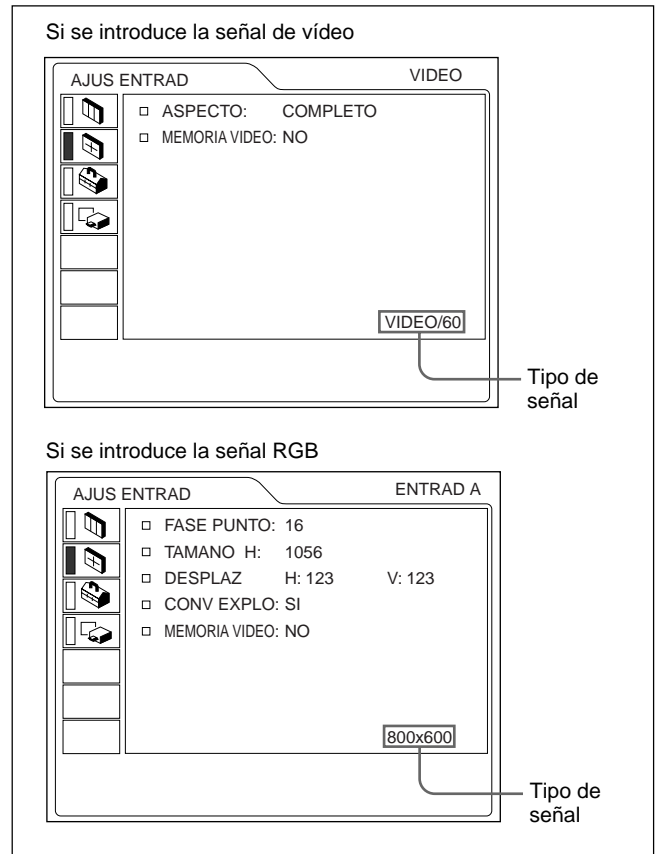 Si se introduce la señal de vídeo
AJUS ENTRAD VIDEO
ASPECTO: COMPLETO
MEMORIA VIDEO: NO
VIDEO/60
Tipo de
señal
Si se introduce la señal RGB
AJUS ENTRAD ENTRAD A
FASE PUNTO: 16
TAMANO H: 1056
DESPLAZ H: 123 V: 123
CONV EXPLO: SI
MEMORIA VIDEO: NO
800x600
Tipo de
señal